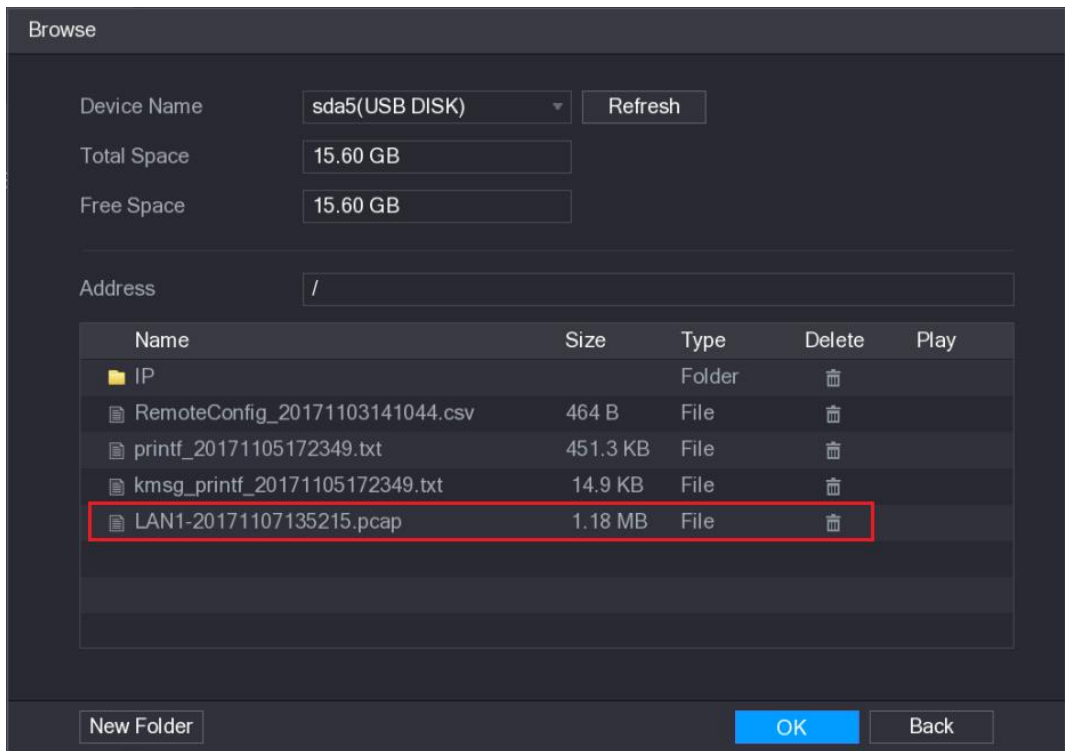 Browse
Device Name sda5(USB DISK) Refresh
Total Space 15.60 GB
Free Space 15.60 GB
Address /
Name Size Type Delete Play
IP Folder
RemoteConfig_20171103141044.csv 464 B File
printf_20171105172349.txt 451.3 KB File
kmsg_printf_20171105172349.txt 14.9 KB File
LAN1-20171107135215.pcap 1.18 MB File
New Folder OK Back